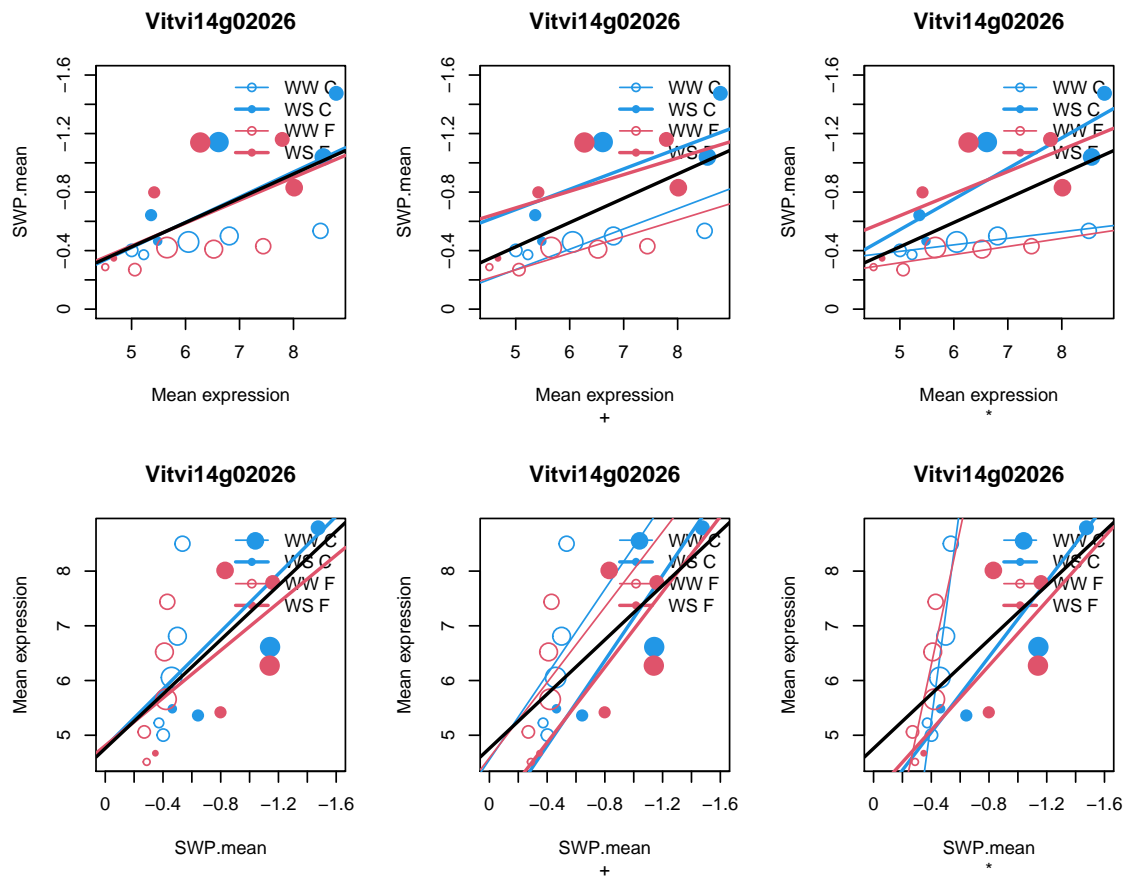 Vitvi14g02026
SWP.mean
−1.6
−1.2
−0.8
−0.4
0
WW C
WS C
WW F
WS F
5 6 7 8
Mean expression
Vitvi14g02026
SWP.mean
−1.6
−1.2
−0.8
−0.4
0
WW C
WS C
WW F
WS F
5 6 7 8
Mean expression
+
Vitvi14g02026
SWP.mean
−1.6
−1.2
−0.8
−0.4
0
WW C
WS C
WW F
WS F
5 6 7 8
Mean expression
*
Vitvi14g02026
Mean expression
8
7
6
5
WW C
WS C
WW F
WS F
0 −0.4 −0.8 −1.2 −1.6
SWP.mean
Vitvi14g02026
Mean expression
8
7
6
5
WW C
WS C
WW F
WS F
0 −0.4 −0.8 −1.2 −1.6
SWP.mean
+
Vitvi14g02026
Mean expression
8
7
6
5
WW C
WS C
WW F
WS F
0 −0.4 −0.8 −1.2 −1.6
SWP.mean
*